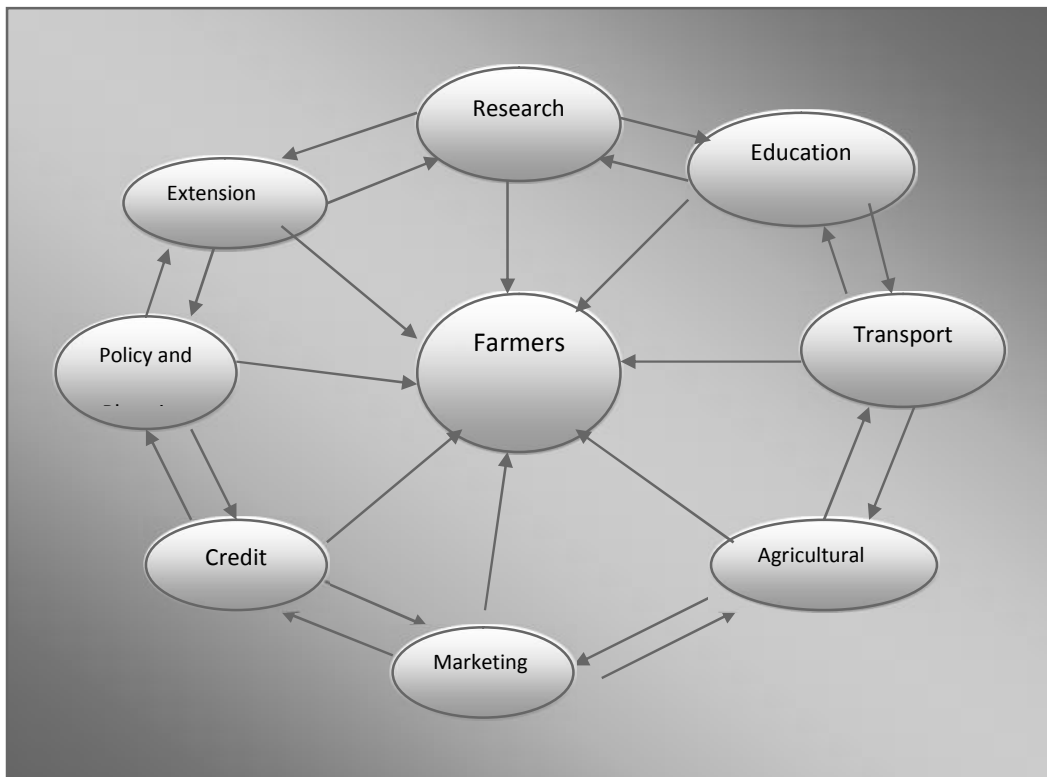 Research
Education
Extension
Farmers
Transport
Policy and
Credit
Agricultural
Marketing